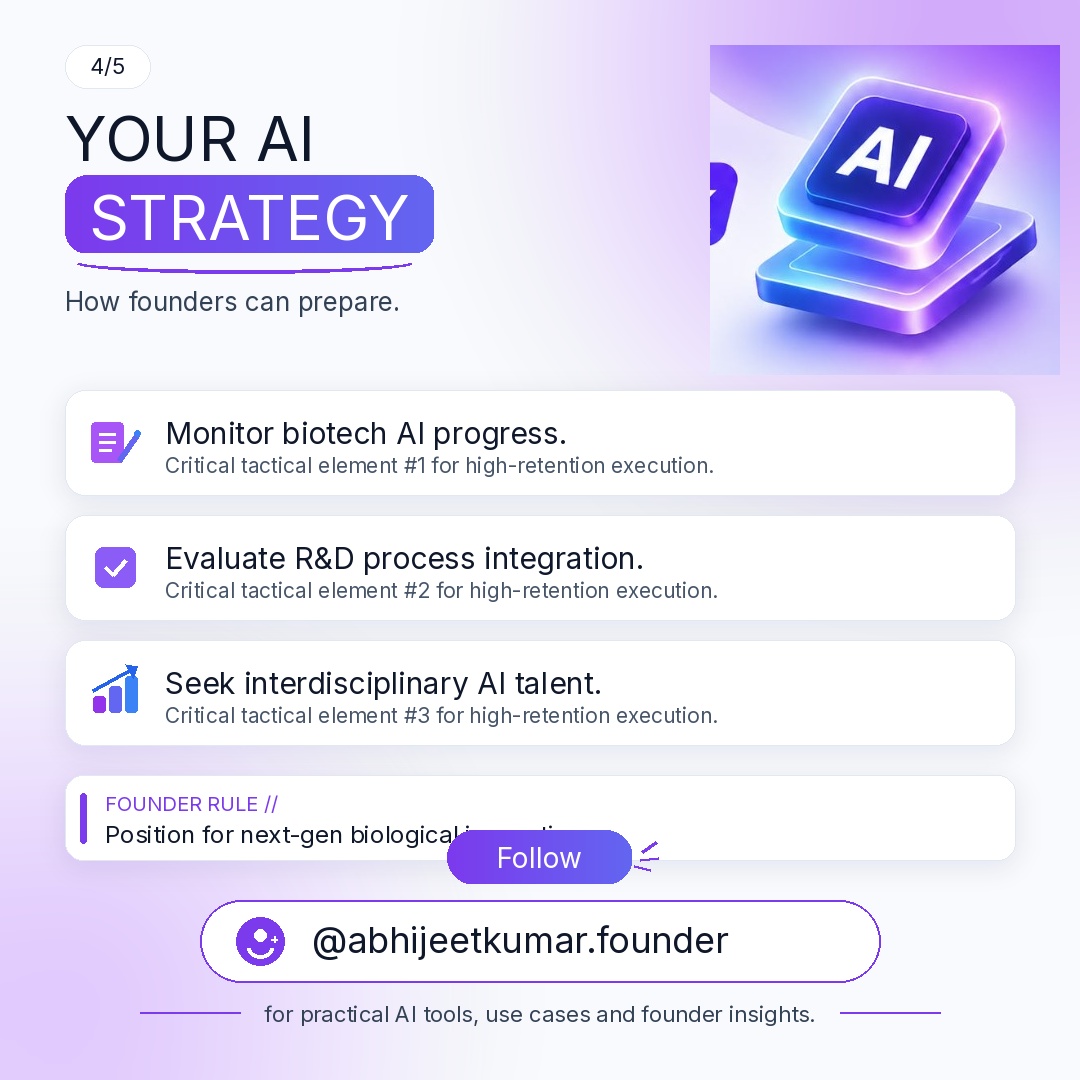 4/5
YOUR AI
STRATEGY
How founders can prepare.
AI
Monitor biotech AI progress.
Critical tactical element #1 for high-retention execution.
Evaluate R&D process integration.
Critical tactical element #2 for high-retention execution.
Seek interdisciplinary AI talent.
Critical tactical element #3 for high-retention execution.
FOUNDER RULE //
Position for next-gen biological
Follow
@abhijeetkumar.founder
for practical AI tools, use cases and founder insights.